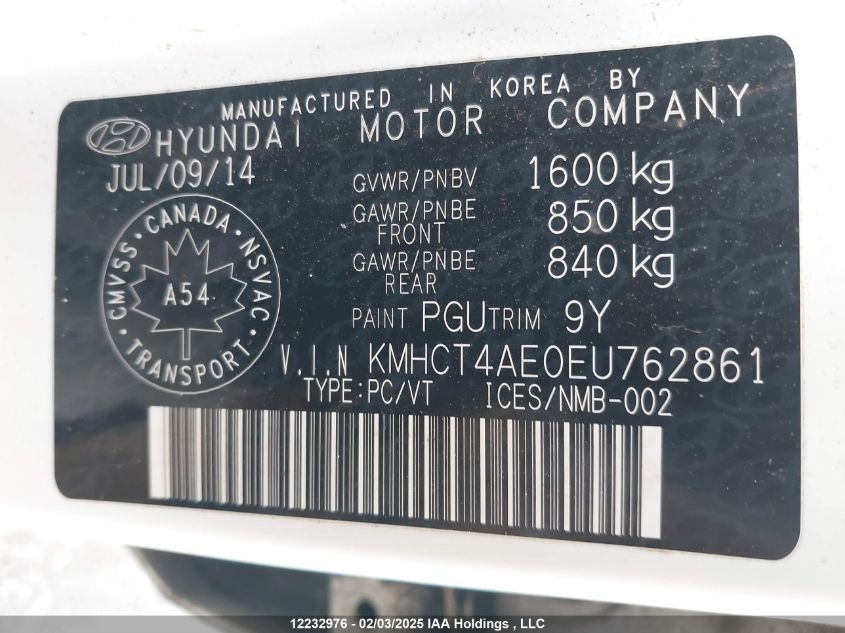 MANUFACTURED IN KOREA BY
HYUNDAI MOTOR COMPANY
JUL/09/14
GVWR/PNBV 1600 kg
GAWR/PNBE FRONT 850 kg
GAWR/PNBE REAR 840 kg
CMVSS · CANADA · NSVAC · TRANSPORT ·
A54
PAINT PGU TRIM 9Y
V.I.N KMHCT4AE0EU762861
TYPE:PC/VT ICES/NMB-002
12232976 - 02/03/2025 IAA Holdings , LLC